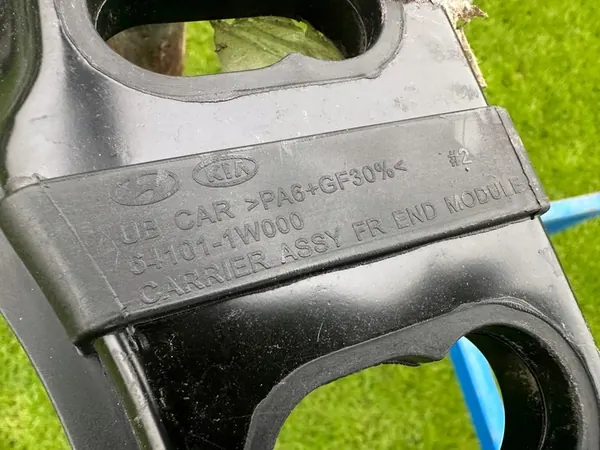 KIA
UB CAR >PA6+GF30%< #2
64101-1W000
CARRIER ASSY FR END MODULE